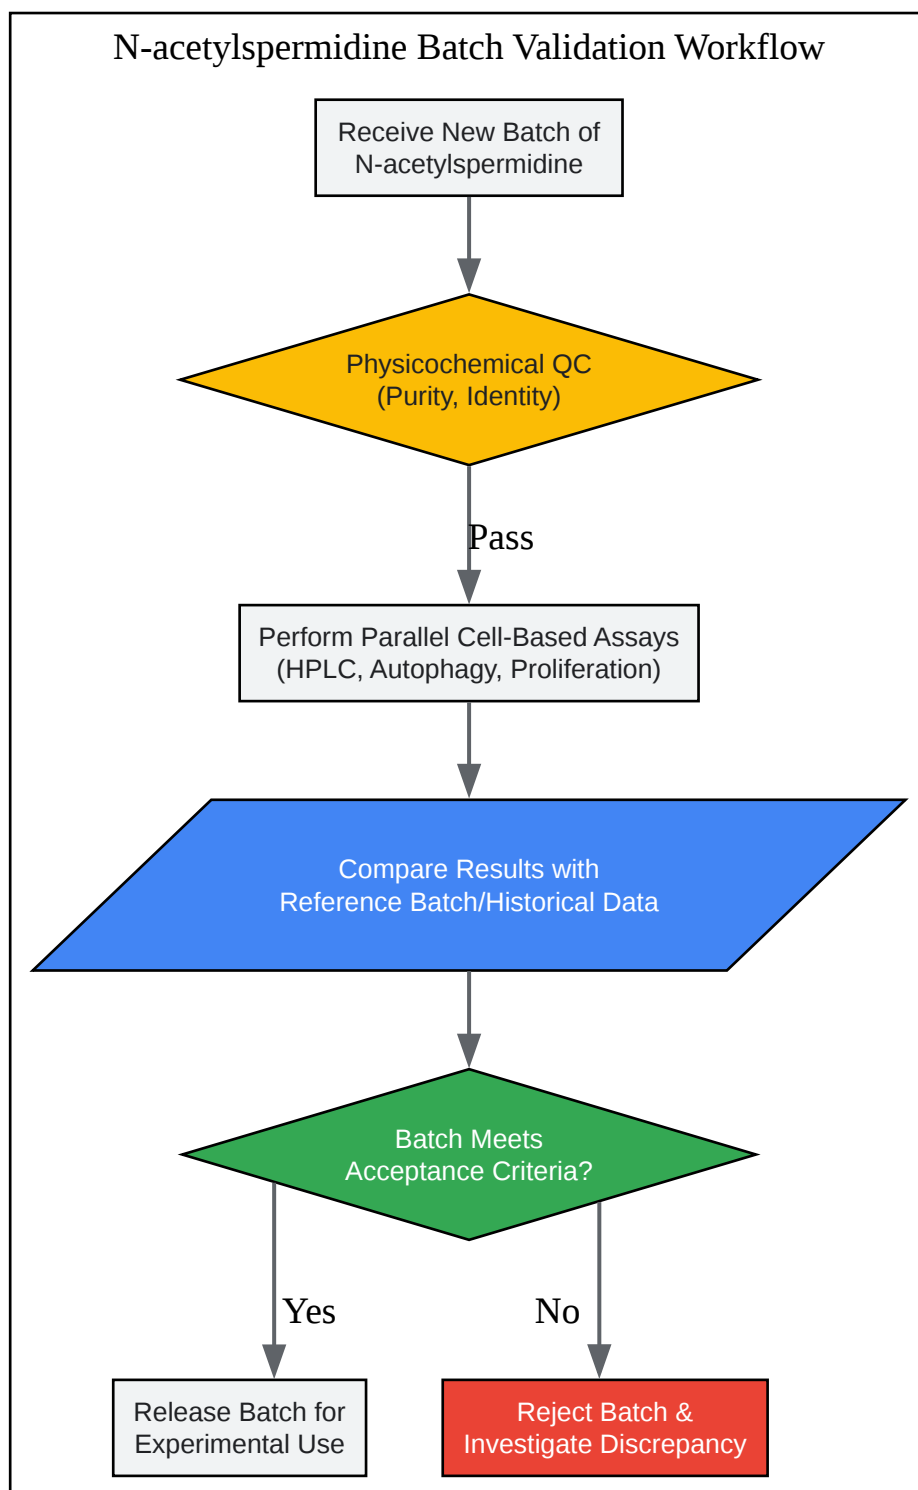 N-acetylspermidine Batch Validation Workflow
Receive New Batch of
N-acetylspermidine
Physicochemical QC
(Purity, Identity)
Pass
Perform Parallel Cell-Based Assays
(HPLC, Autophagy, Proliferation)
Compare Results with
Reference Batch/Historical Data
Batch Meets
Acceptance Criteria?
Yes
No
Release Batch for
Experimental Use
Reject Batch &
Investigate Discrepancy